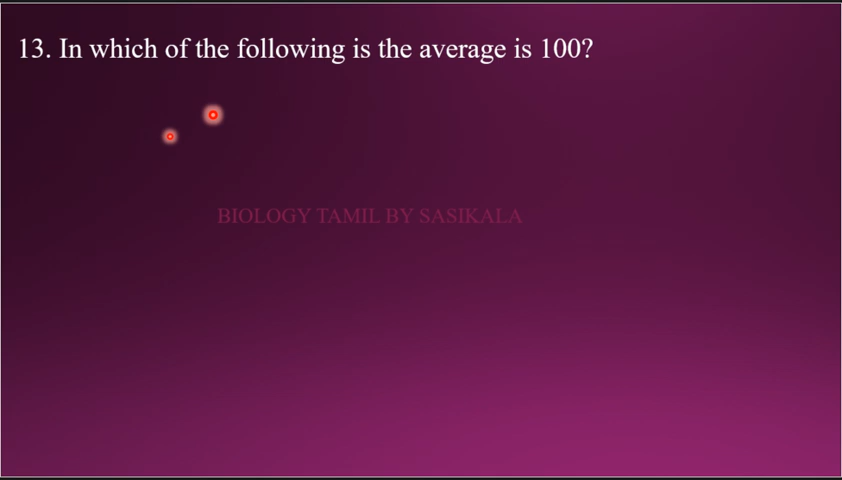 13. In which of the following is the average is 100?
BIOLOGY TAMIL BY SASIKALA